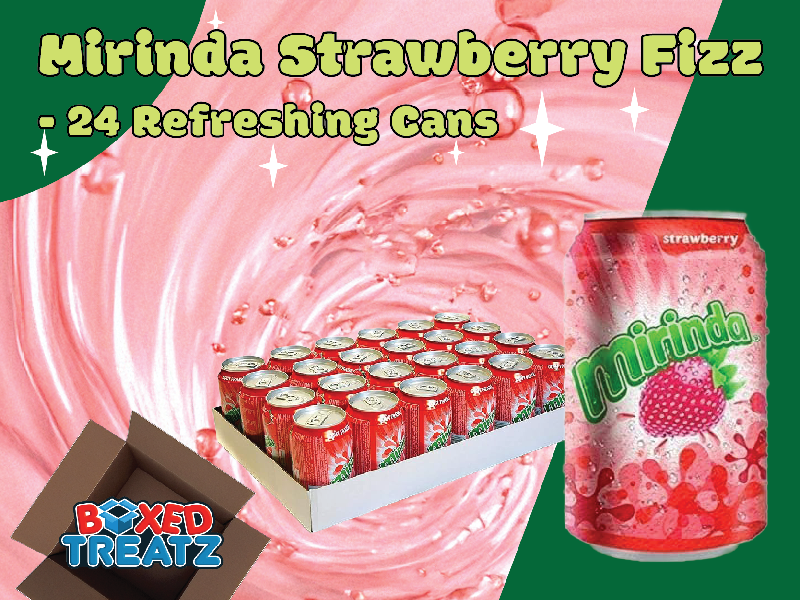 Mirinda Strawberry Fizz
- 24 Refreshing Cans
strawberry
mirinda
BOXED
TREATZ